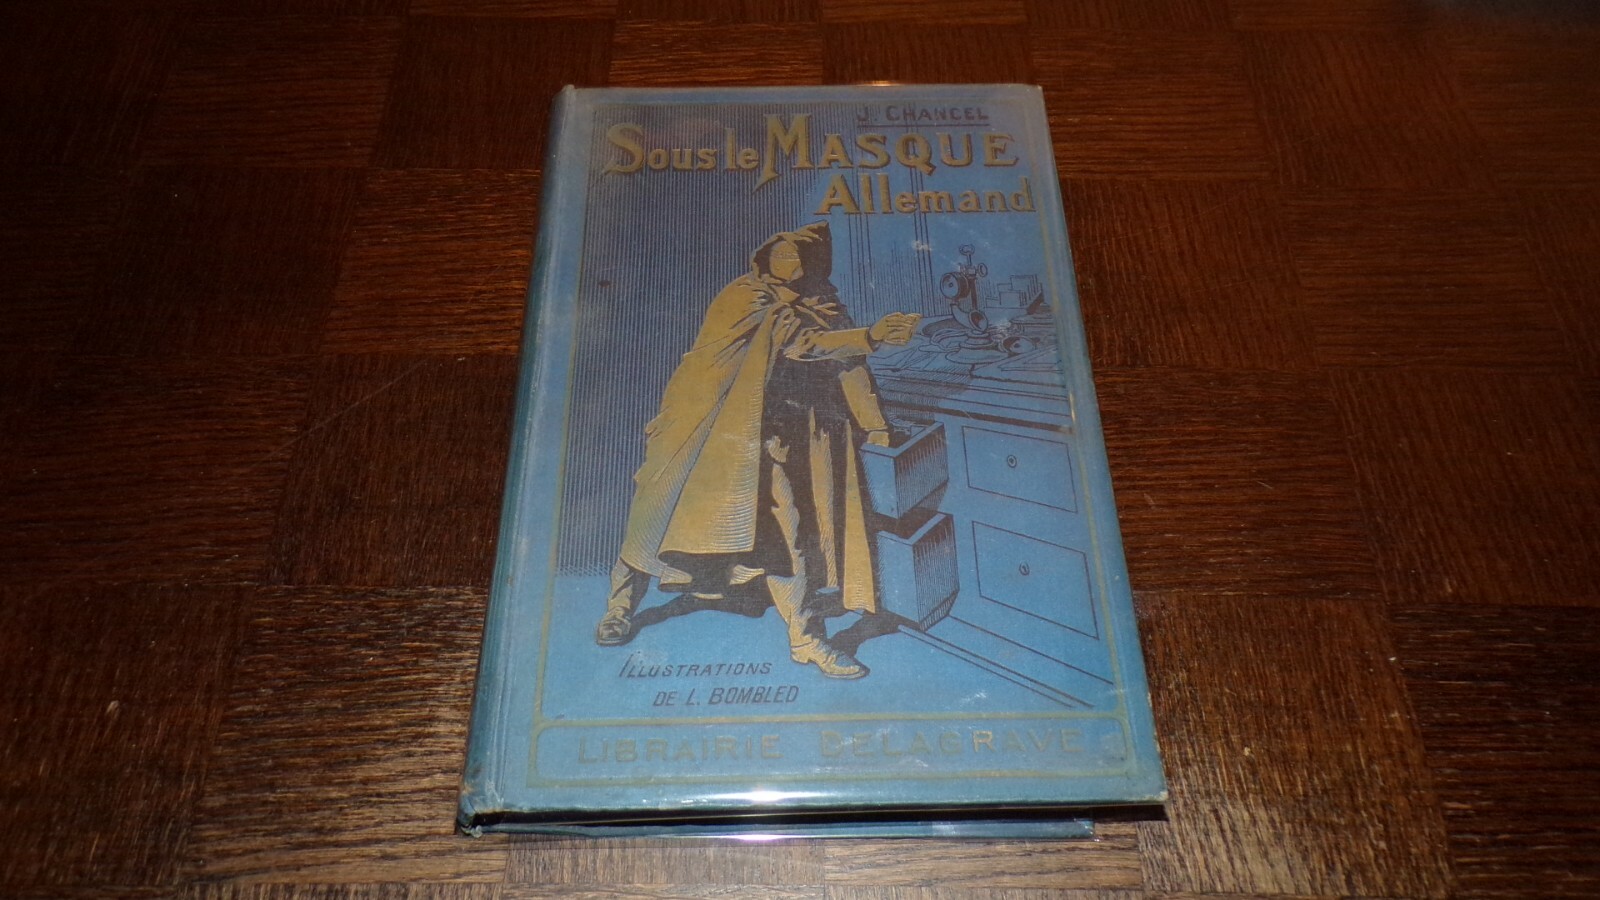 J. CHANCEL
Sous le MASQUE
Allemand
ILLUSTRATIONS
DE L. BOMBLED
LIBRAIRIE DELAGRAVE